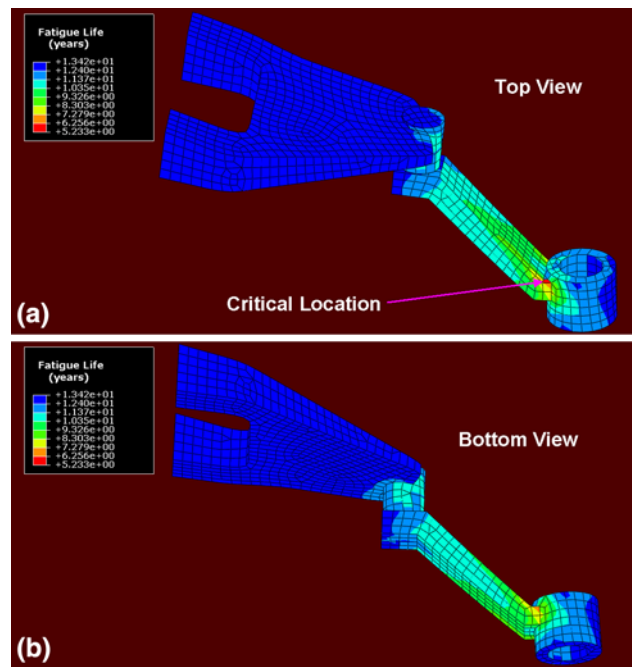 Fatigue Life
(years)
+1.342e+01
+1.240e+01
+1.137e+01
+1.035e+01
+9.326e+00
+8.303e+00
+7.279e+00
+6.256e+00
+5.233e+00
Top View
Critical Location
(a)
Fatigue Life
(years)
+1.342e+01
+1.240e+01
+1.137e+01
+1.035e+01
+9.326e+00
+8.303e+00
+7.279e+00
+6.256e+00
+5.233e+00
Bottom View
(b)